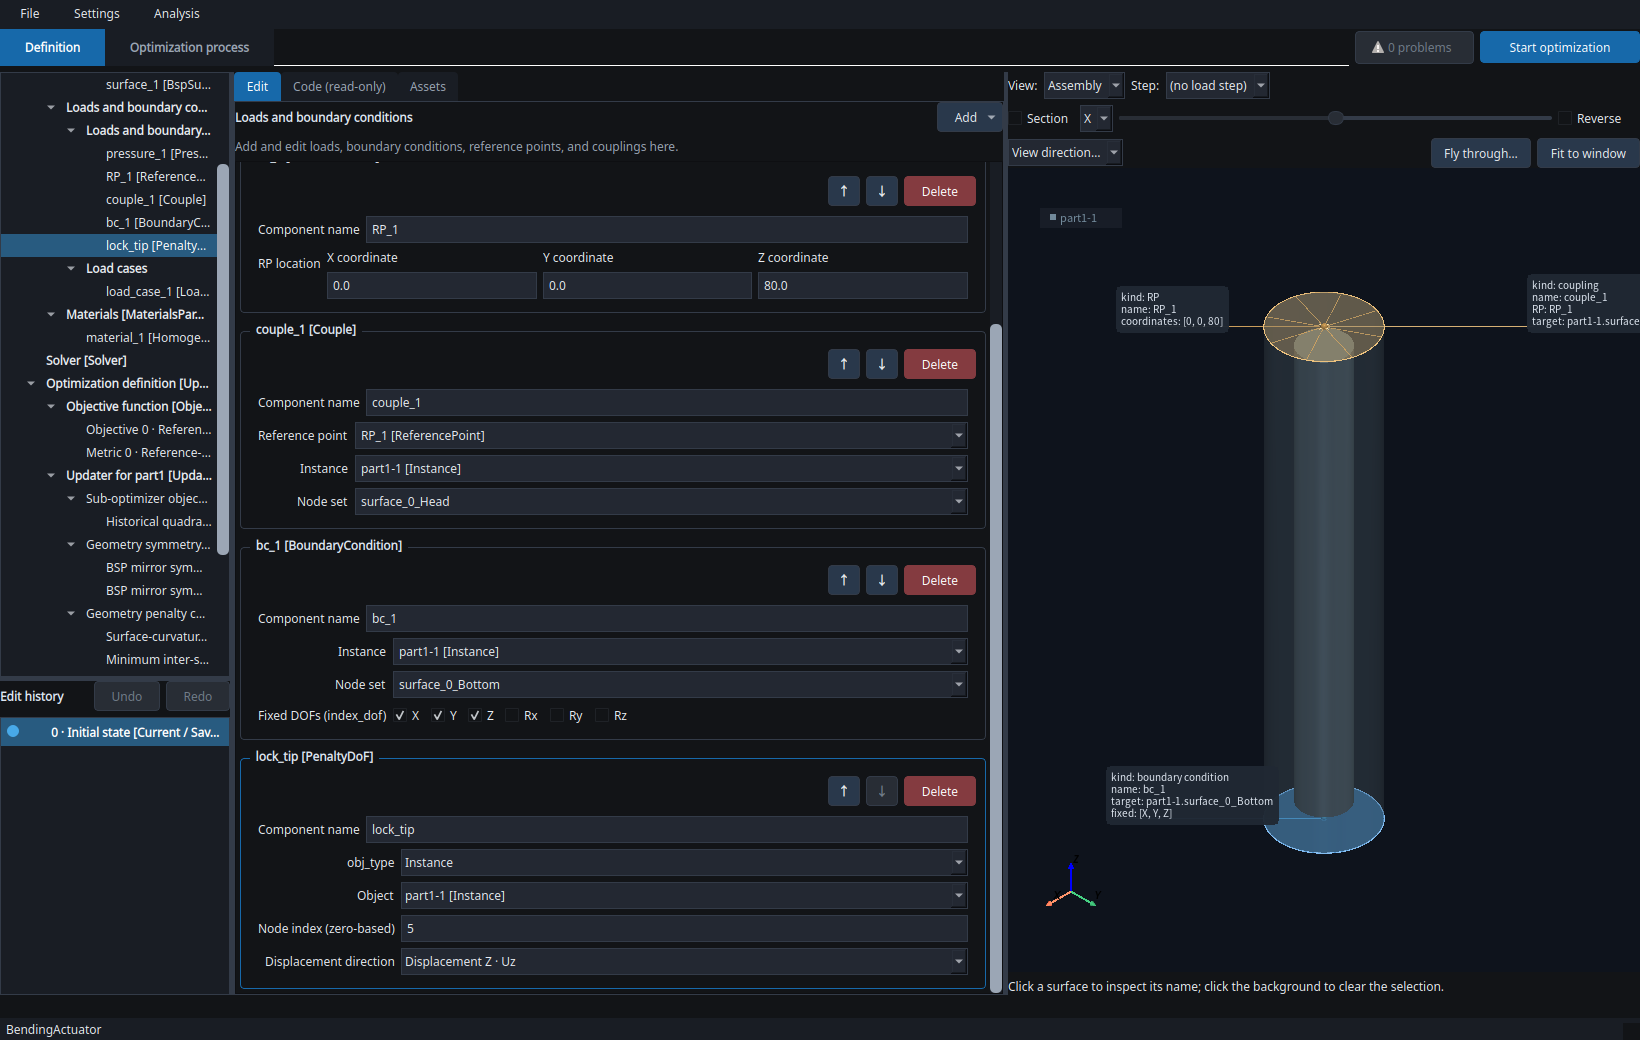 File Settings Analysis
Definition Optimization process 0 problems Start optimization
surface_1 [BspSu...
Loads and boundary co...
Loads and boundary...
pressure_1 [Pres...
RP_1 [Reference...
couple_1 [Couple]
bc_1 [BoundaryC...
lock_tip [Penalty...
Load cases
load_case_1 [Loa...
Materials [MaterialsPar...
material_1 [Homoge...
Solver [Solver]
Optimization definition [Up...
Objective function [Obje...
Objective 0 · Referen...
Metric 0 · Reference-...
Updater for part1 [Upda...
Sub-optimizer objec...
Historical quadra...
Geometry symmetry...
BSP mirror sym...
BSP mirror sym...
Geometry penalty c...
Surface-curvatur...
Minimum inter-s...
Edit history Undo Redo
0 · Initial state [Current / Sav...
Edit Code (read-only) Assets
Loads and boundary conditions Add
Add and edit loads, boundary conditions, reference points, and couplings here.
↑ ↓ Delete
Component name RP_1
RP location X coordinate Y coordinate Z coordinate
0.0 0.0 80.0
couple_1 [Couple]
↑ ↓ Delete
Component name couple_1
Reference point RP_1 [ReferencePoint]
Instance part1-1 [Instance]
Node set surface_0_Head
bc_1 [BoundaryCondition]
↑ ↓ Delete
Component name bc_1
Instance part1-1 [Instance]
Node set surface_0_Bottom
Fixed DOFs (index_dof) ✓ X ✓ Y ✓ Z Rx Ry Rz
lock_tip [PenaltyDoF]
↑ ↓ Delete
Component name lock_tip
obj_type Instance
Object part1-1 [Instance]
Node index (zero-based) 5
Displacement direction Displacement Z · Uz
View: Assembly Step: (no load step)
Section X Reverse
View direction... Fly through... Fit to window
part1-1
kind: RP
name: RP_1
coordinates: [0, 0, 80]
kind: coupling
name: couple_1
RP: RP_1
target: part1-1.surface
kind: boundary condition
name: bc_1
target: part1-1.surface_0_Bottom
fixed: [X, Y, Z]
Click a surface to inspect its name; click the background to clear the selection.
BendingActuator